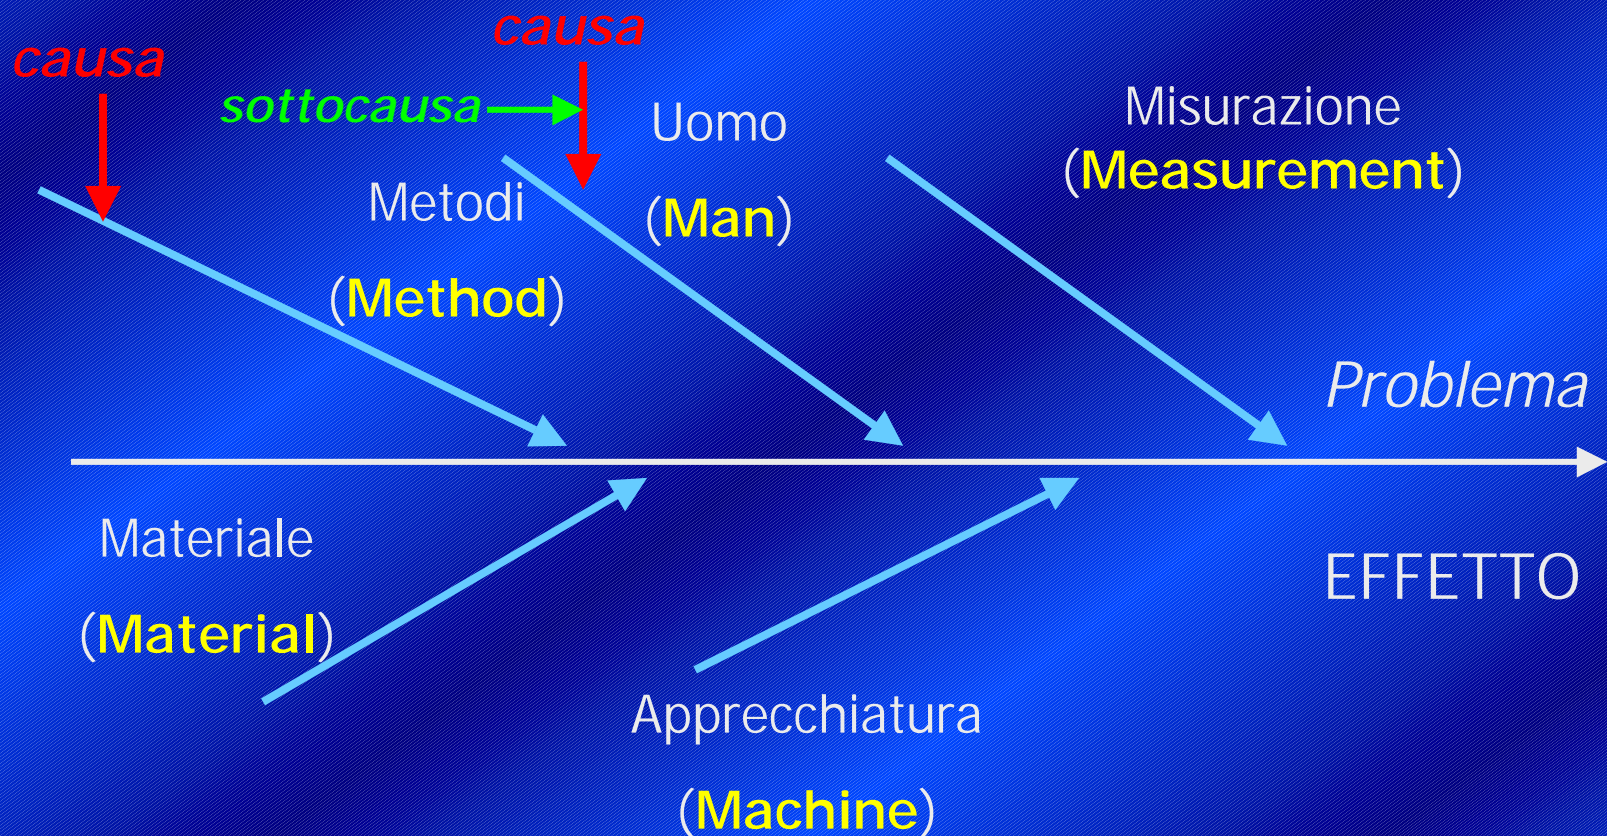 causa
causa
sottocausa
Uomo
(Man)
Misurazione
(Measurement)
Metodi
(Method)
Problema
Materiale
(Material)
EFFETTO
Apprecchiatura
(Machine)